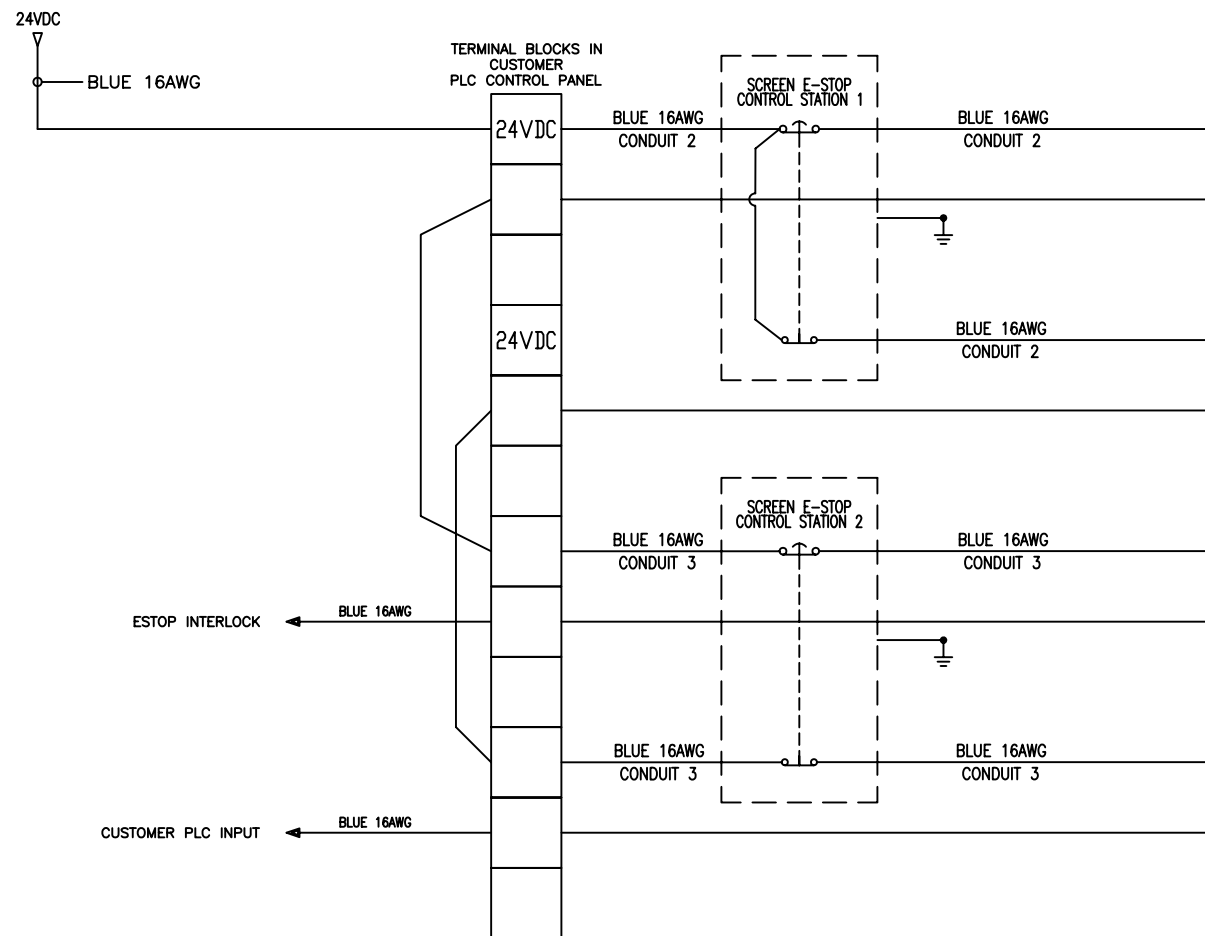 24VDC
BLUE 16AWG
TERMINAL BLOCKS IN
CUSTOMER
PLC CONTROL PANEL
24VDC
BLUE 16AWG
CONDUIT 2
SCREEN E-STOP
CONTROL STATION 1
BLUE 16AWG
CONDUIT 2
24VDC
BLUE 16AWG
CONDUIT 2
SCREEN E-STOP
CONTROL STATION 2
BLUE 16AWG
CONDUIT 3
BLUE 16AWG
CONDUIT 3
ESTOP INTERLOCK
BLUE 16AWG
BLUE 16AWG
CONDUIT 3
BLUE 16AWG
CONDUIT 3
CUSTOMER PLC INPUT
BLUE 16AWG